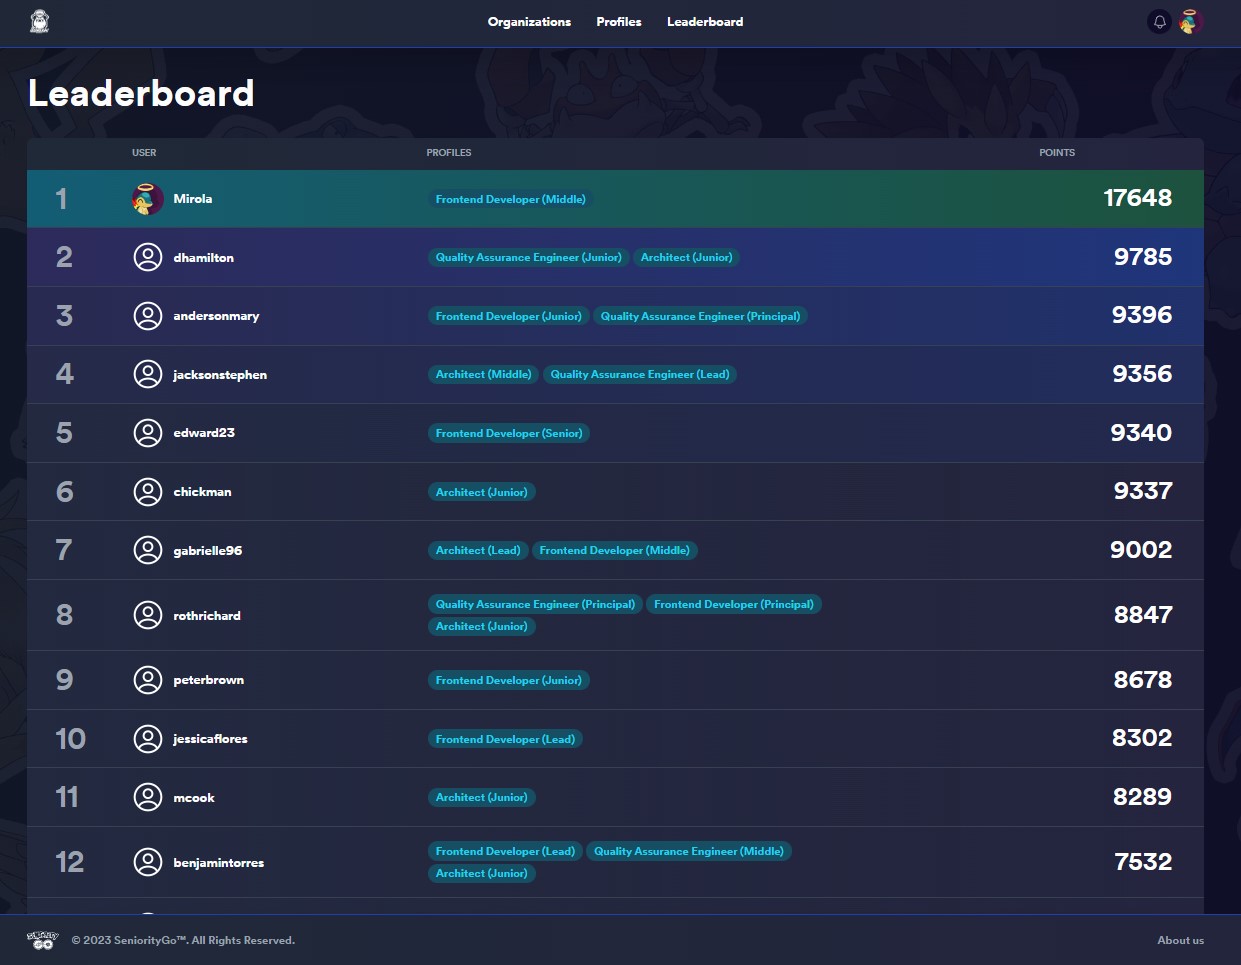 Organizations Profiles Leaderboard
Leaderboard
USER PROFILES POINTS
1 Mirola Frontend Developer (Middle) 17648
2 dhamilton Quality Assurance Engineer (Junior) Architect (Junior) 9785
3 andersonmary Frontend Developer (Junior) Quality Assurance Engineer (Principal) 9396
4 jacksonstephen Architect (Middle) Quality Assurance Engineer (Lead) 9356
5 edward23 Frontend Developer (Senior) 9340
6 chickman Architect (Junior) 9337
7 gabrielle96 Architect (Lead) Frontend Developer (Middle) 9002
8 rothrichard Quality Assurance Engineer (Principal) Frontend Developer (Principal) 8847
Architect (Junior)
9 peterbrown Frontend Developer (Junior) 8678
10 jessicaflores Frontend Developer (Lead) 8302
11 mcook Architect (Junior) 8289
12 benjamintorres Frontend Developer (Lead) Quality Assurance Engineer (Middle) 7532
Architect (Junior)
© 2023 SeniorityGo™. All Rights Reserved. About us